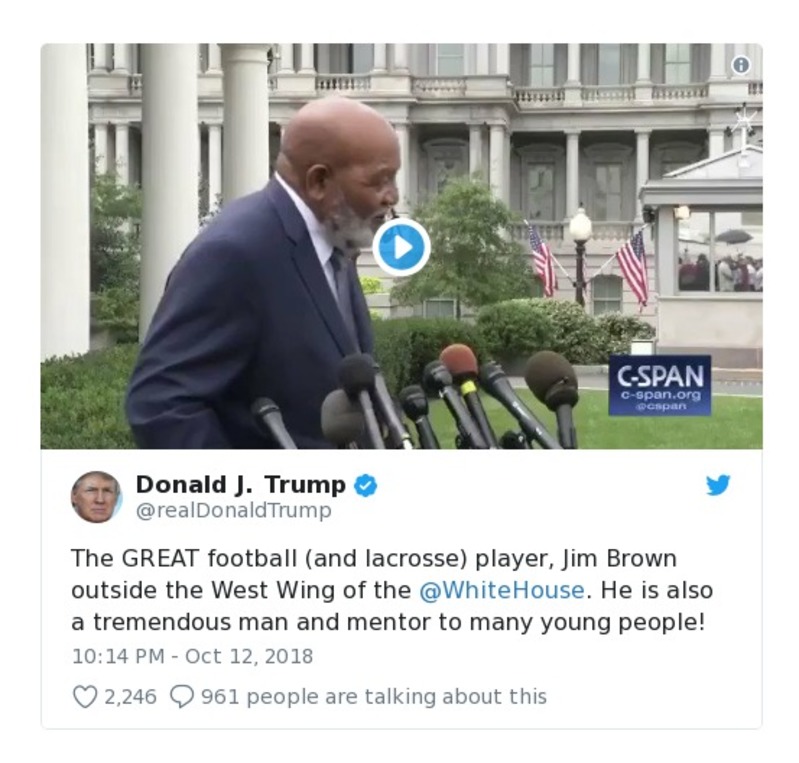 C-SPAN
c-span.org
@cspan
Donald J. Trump
@realDonaldTrump
The GREAT football (and lacrosse) player, Jim Brown
outside the West Wing of the @WhiteHouse. He is also
a tremendous man and mentor to many young people!
10:14 PM - Oct 12, 2018
2,246 961 people are talking about this